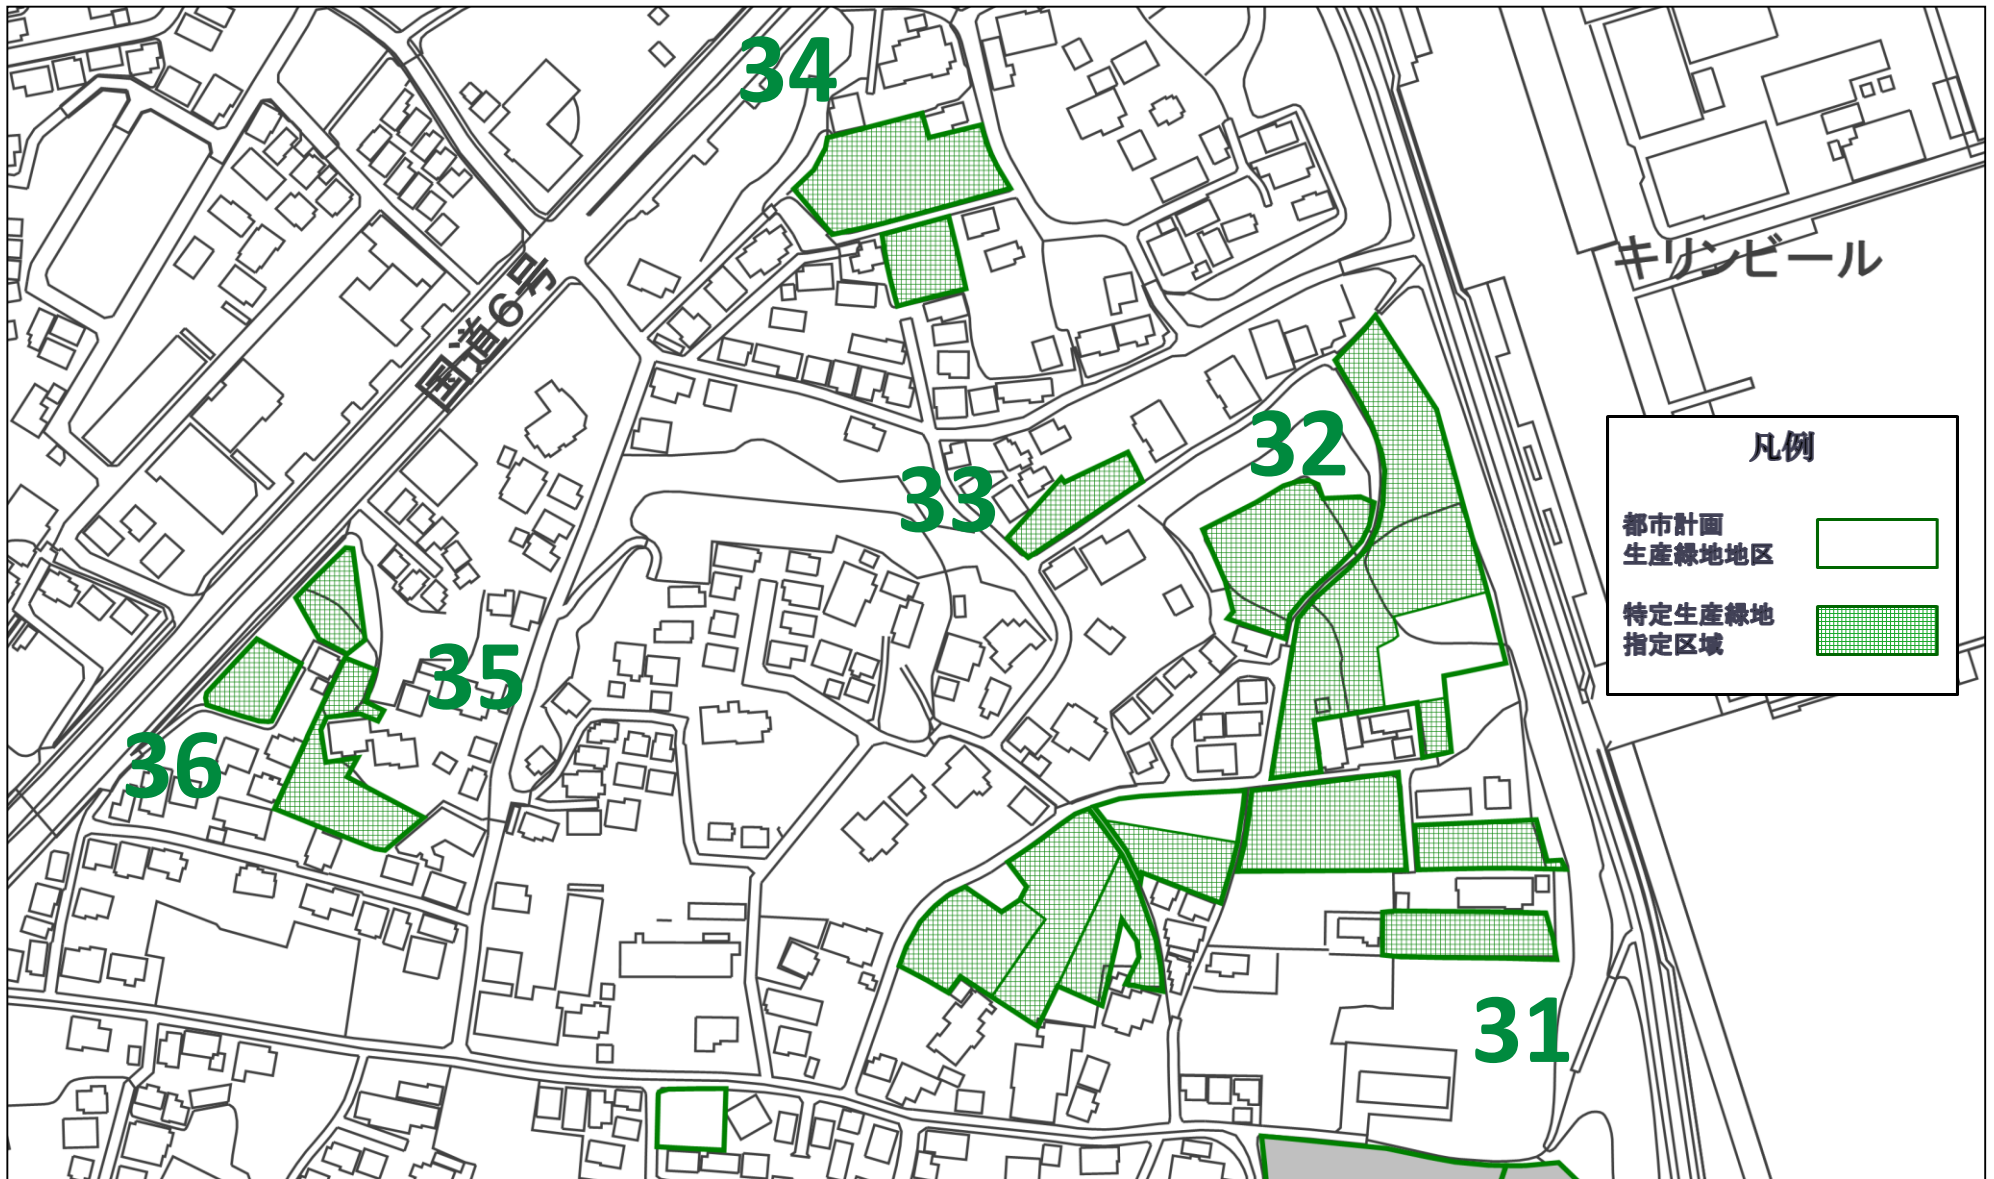 34
キリンビール
国道6号
32
33
凡例
都市計画
生産緑地地区
特定生産緑地
指定区域
35
36
31